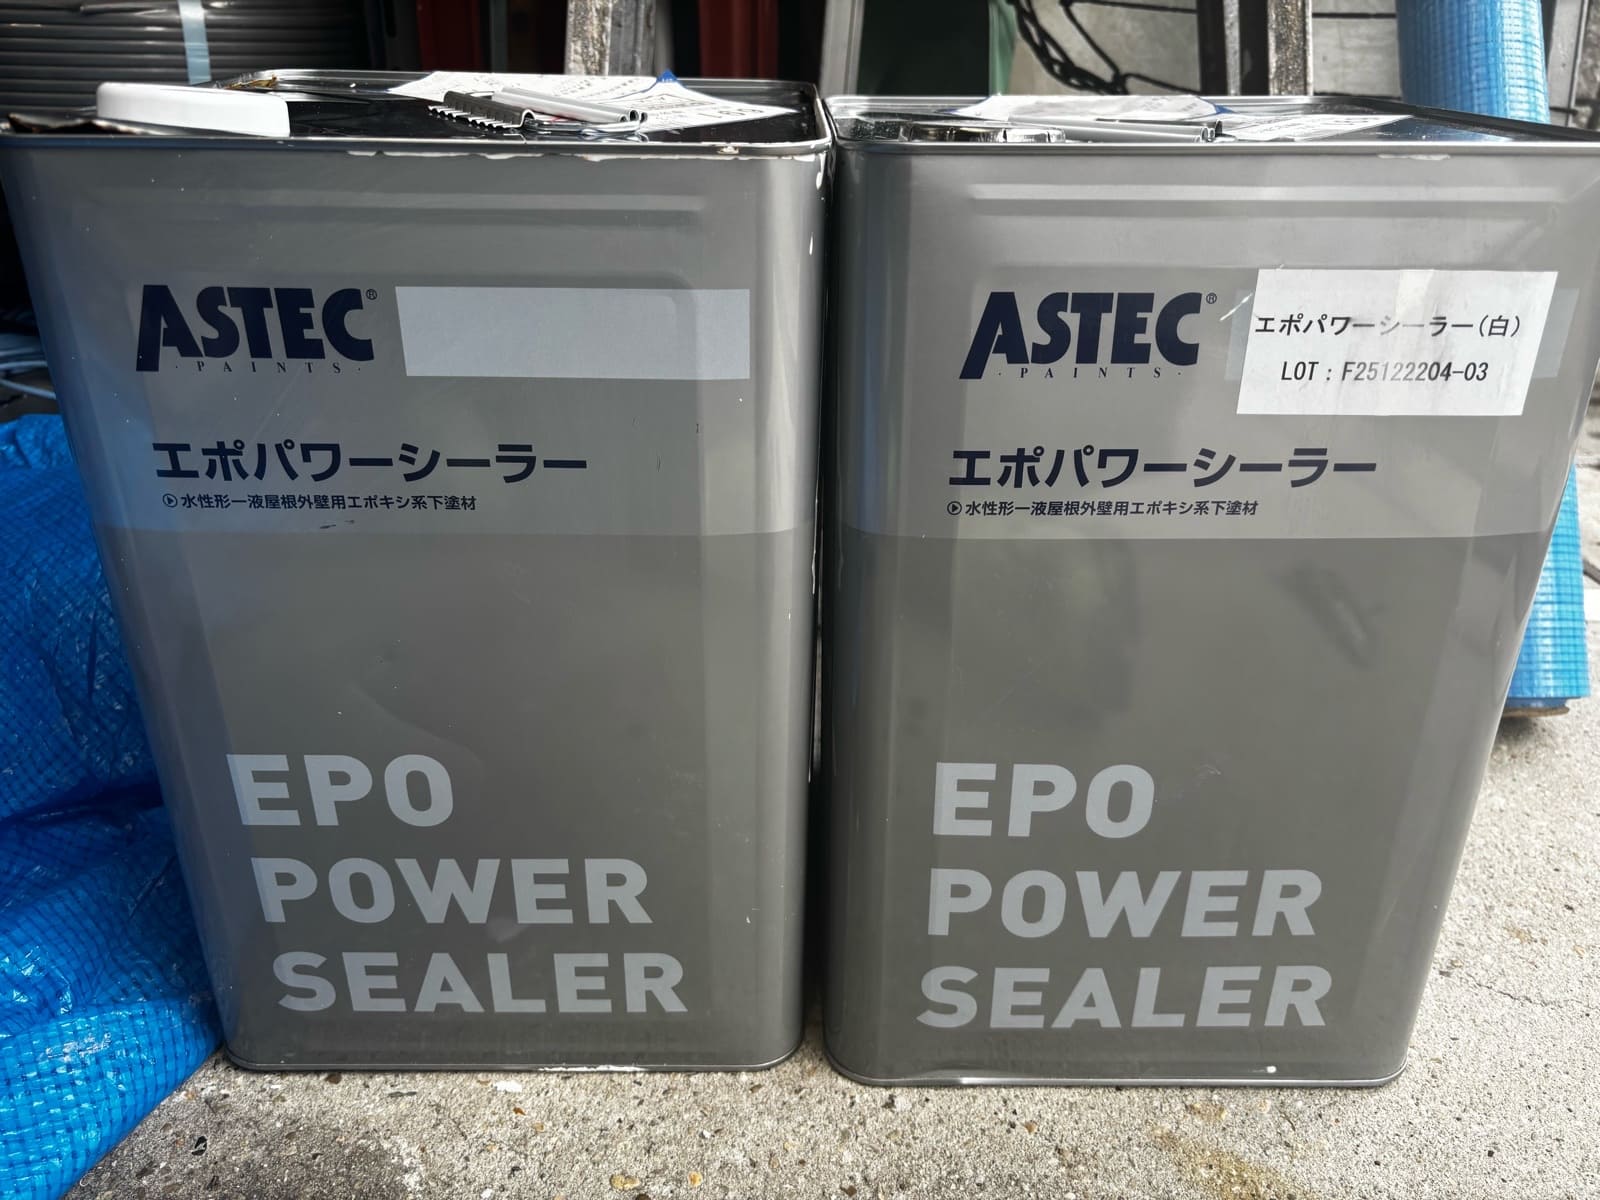 ASTEC®
PAINTS
エポパワーシーラー
水性形一液屋根外壁用エポキシ系下塗材
EPO
POWER
SEALER
ASTEC®
PAINTS
エポパワーシーラー(白)
LOT : F25122204-03
エポパワーシーラー
水性形一液屋根外壁用エポキシ系下塗材
EPO
POWER
SEALER